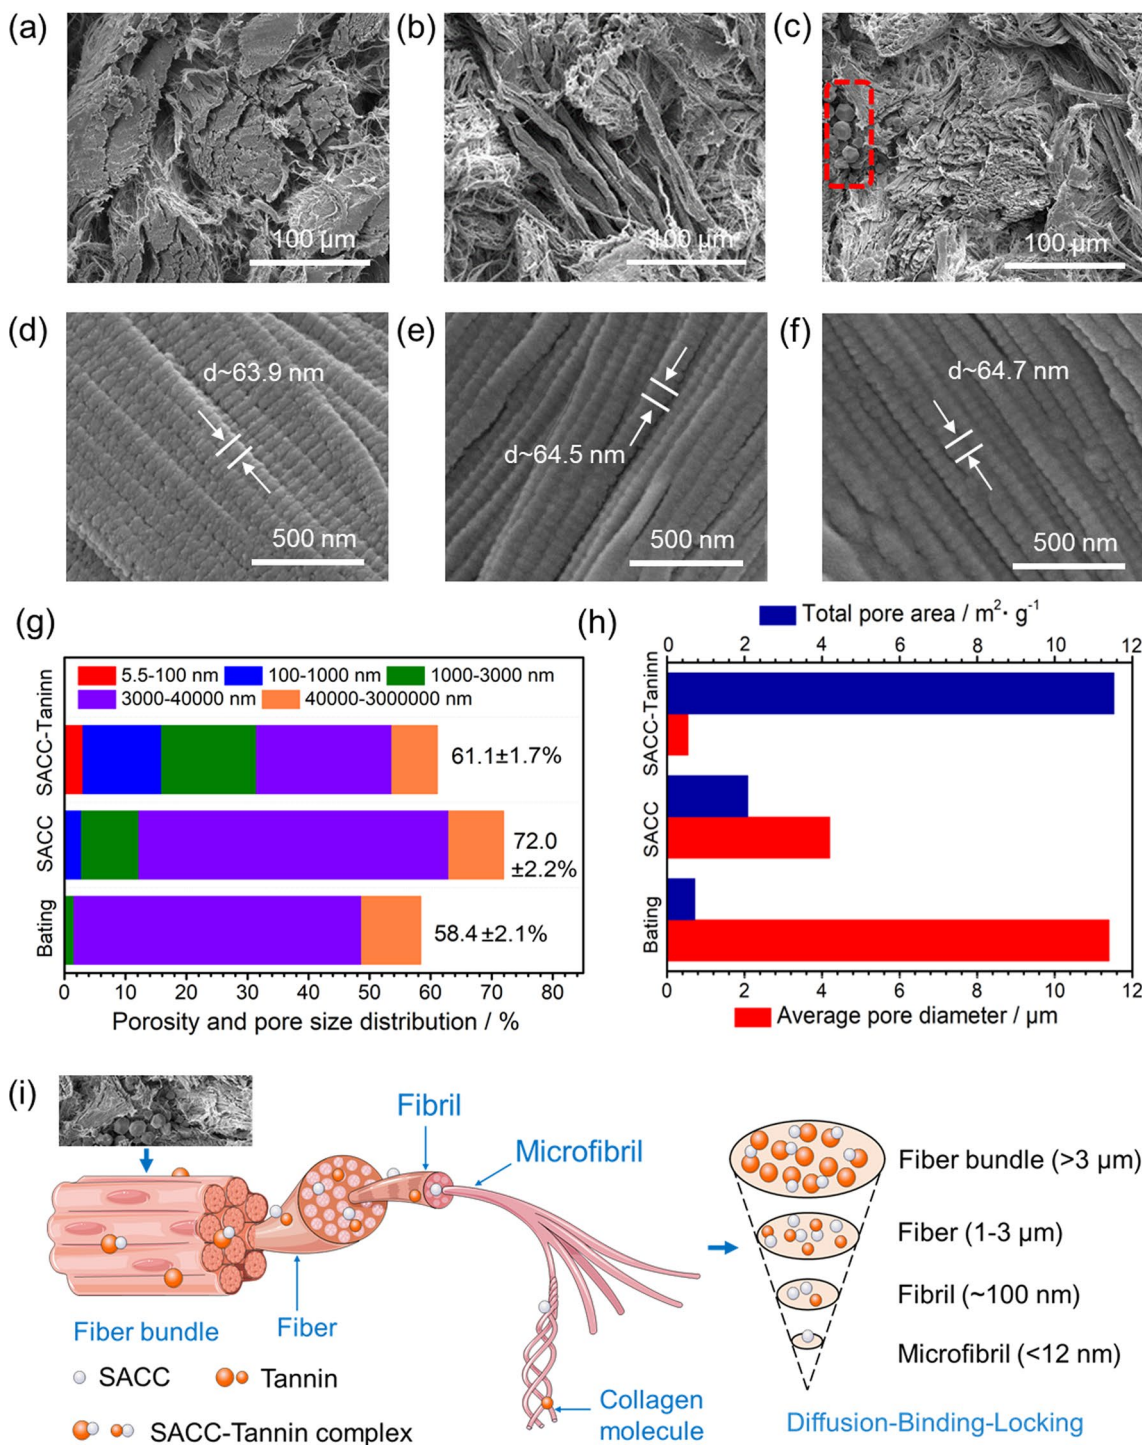 (a)
(b)
(c)
100 µm
100 µm
100 µm
(d)
(e)
(f)
d~63.9 nm
d~64.5 nm
d~64.7 nm
500 nm
500 nm
500 nm
(g)
5.5-100 nm 100-1000 nm 1000-3000 nm
3000-40000 nm 40000-3000000 nm
SACC-Taninn
61.1±1.7%
SACC
72.0
±2.2%
Bating
58.4±2.1%
0 10 20 30 40 50 60 70 80
Porosity and pore size distribution / %
(h)
Total pore area / m²· g⁻¹
0 2 4 6 8 10 12
SACC-Taninn
SACC
Bating
0 2 4 6 8 10 12
Average pore diameter / µm
(i)
Fibril
Microfibril
Fiber bundle
Fiber
Collagen
molecule
SACC
Tannin
SACC-Tannin complex
Fiber bundle (>3 µm)
Fiber (1-3 µm)
Fibril (~100 nm)
Microfibril (<12 nm)
Diffusion-Binding-Locking